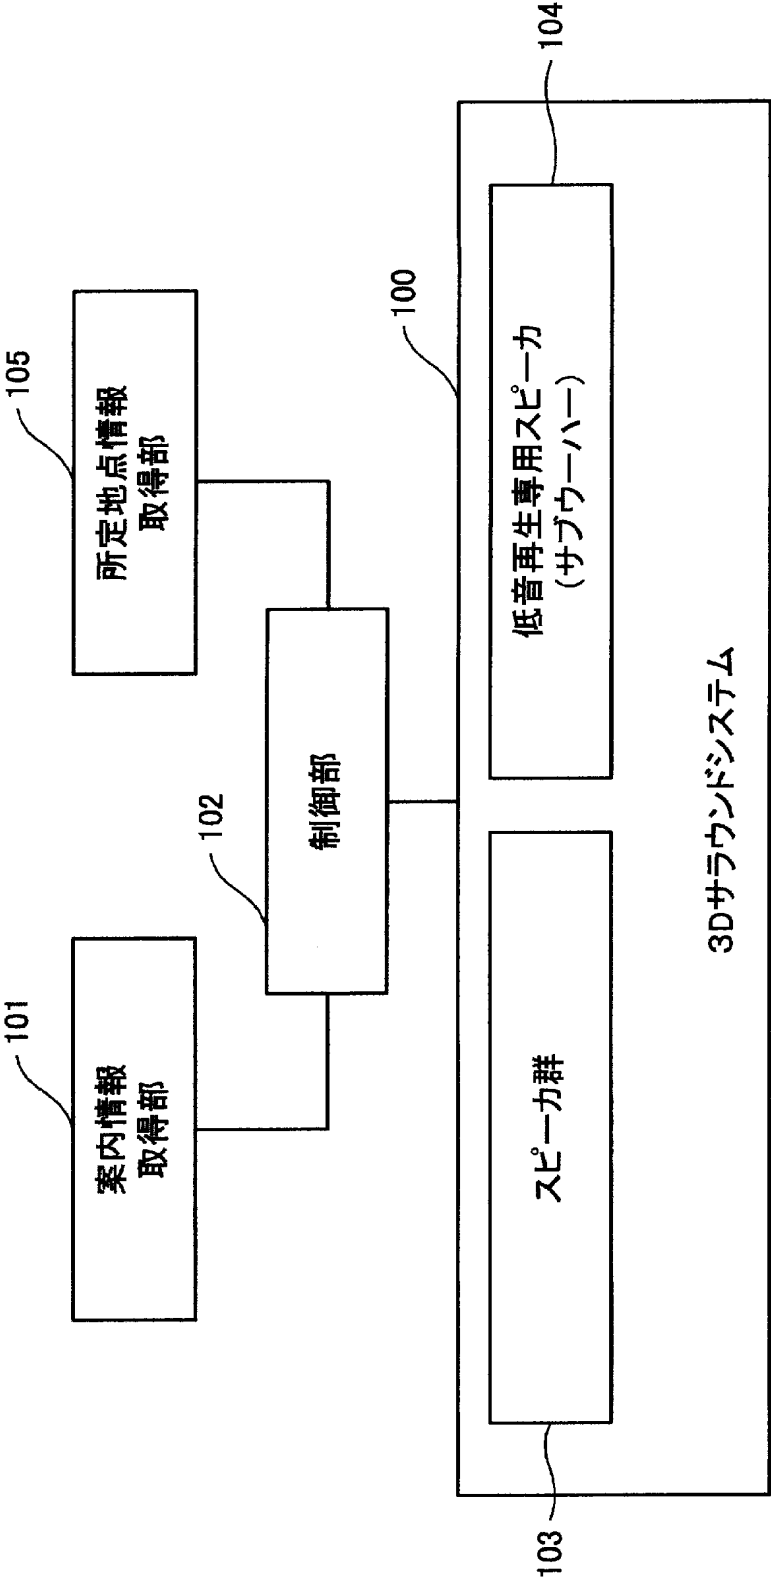 101
案内情報
取得部
105
所定地点情報
取得部
102
制御部
100
スピーカ群
低音再生専用スピーカ
(サブウーハー)
103
104
3Dサラウンドシステム